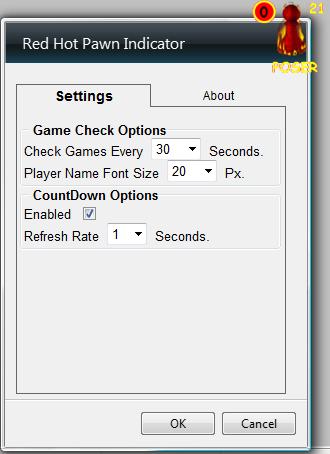 0 21
POSER
Red Hot Pawn Indicator
Settings About
Game Check Options
Check Games Every 30 Seconds.
Player Name Font Size 20 Px.
CountDown Options
Enabled
Refresh Rate 1 Seconds.
OK Cancel